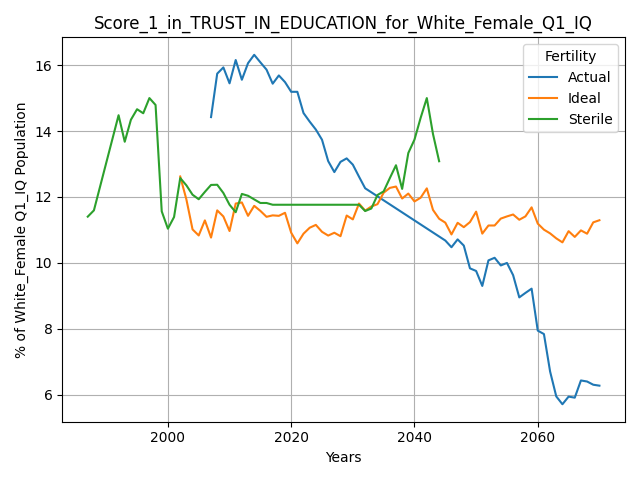 Score_1_in_TRUST_IN_EDUCATION_for_White_Female_Q1_IQ
Fertility
Actual
Ideal
Sterile
% of White_Female Q1_IQ Population
16
14
12
10
8
6
2000
2020
2040
2060
Years